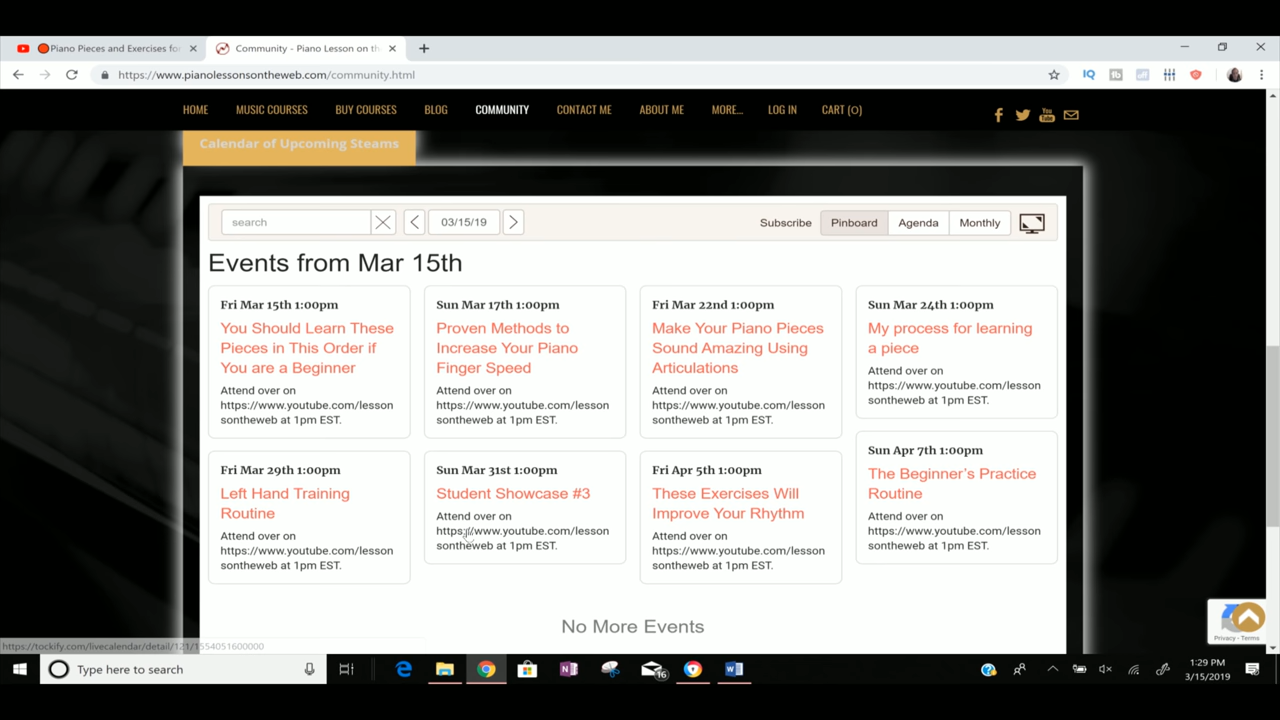 Piano Pieces and Exercises fo
Community - Piano Lesson on th
https://www.pianolessonsontheweb.com/community.html
HOME MUSIC COURSES BUY COURSES BLOG COMMUNITY CONTACT ME ABOUT ME MORE... LOG IN CART (0)
Calendar of Upcoming Steams
search 03/15/19 Subscribe Pinboard Agenda Monthly
Events from Mar 15th
Fri Mar 15th 1:00pm
You Should Learn These
Pieces in This Order if
You are a Beginner
Attend over on
https://www.youtube.com/lesson
sontheweb at 1pm EST.
Sun Mar 17th 1:00pm
Proven Methods to
Increase Your Piano
Finger Speed
Attend over on
https://www.youtube.com/lesson
sontheweb at 1pm EST.
Fri Mar 22nd 1:00pm
Make Your Piano Pieces
Sound Amazing Using
Articulations
Attend over on
https://www.youtube.com/lesson
sontheweb at 1pm EST.
Sun Mar 24th 1:00pm
My process for learning
a piece
Attend over on
https://www.youtube.com/lesson
sontheweb at 1pm EST.
Fri Mar 29th 1:00pm
Left Hand Training
Routine
Attend over on
https://www.youtube.com/lesson
sontheweb at 1pm EST.
Sun Mar 31st 1:00pm
Student Showcase #3
Attend over on
https://www.youtube.com/lesson
sontheweb at 1pm EST.
Fri Apr 5th 1:00pm
These Exercises Will
Improve Your Rhythm
Attend over on
https://www.youtube.com/lesson
sontheweb at 1pm EST.
Sun Apr 7th 1:00pm
The Beginner's Practice
Routine
Attend over on
https://www.youtube.com/lesson
sontheweb at 1pm EST.
No More Events
Privacy - Terms
https://tockify.com/livecalendar/detail/121/1554051600000
Type here to search
16
1:29 PM
3/15/2019